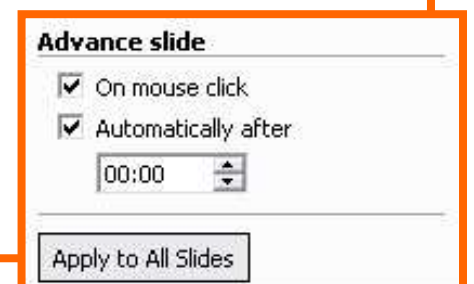 Advance slide
On mouse click
Automatically after
00:00
Apply to All Slides